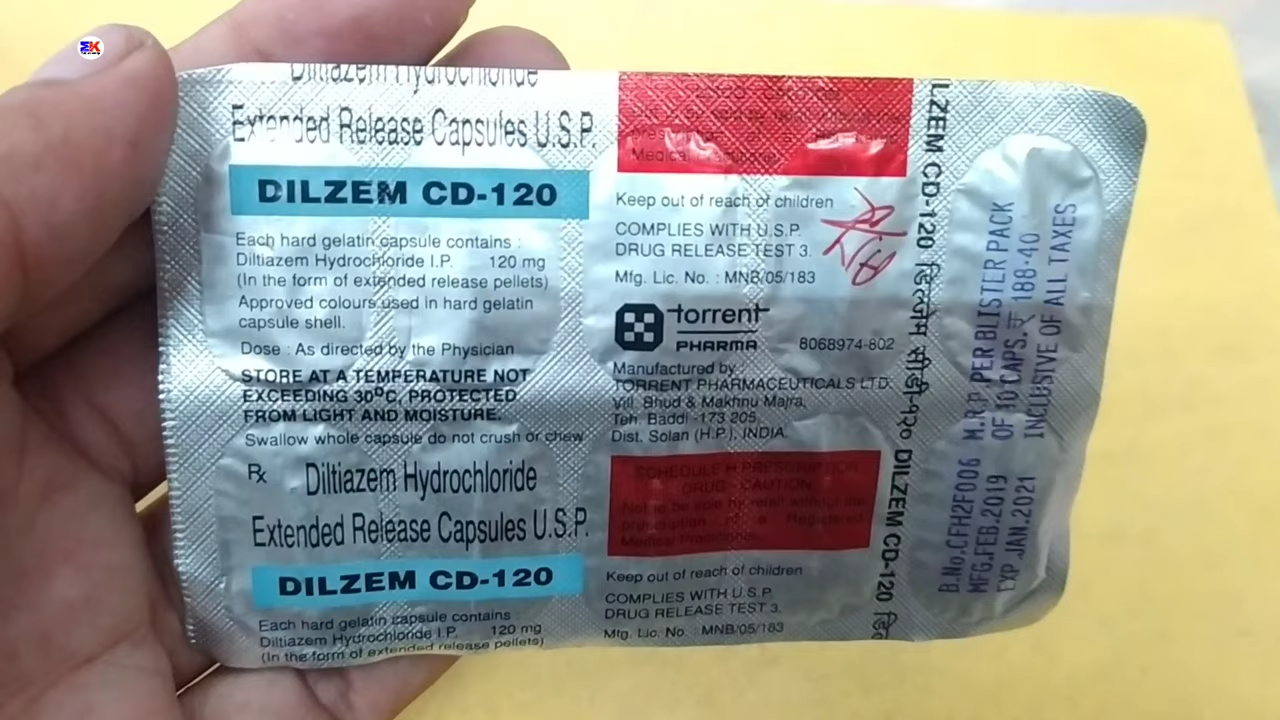 Diltiazem Hydrochloride
Extended Release Capsules U.S.P.
DILZEM CD-120
Each hard gelatin capsule contains :
Diltiazem Hydrochloride I.P. 120 mg
(In the form of extended release pellets)
Approved colours used in hard gelatin
capsule shell.
Dose : As directed by the Physician
STORE AT A TEMPERATURE NOT
EXCEEDING 30ºC, PROTECTED
FROM LIGHT AND MOISTURE.
Swallow whole capsule do not crush or chew
Rx Diltiazem Hydrochloride
Extended Release Capsules U.S.P.
DILZEM CD-120
Each hard gelatin capsule contains
Diltiazem Hydrochloride I.P. 120 mg
(In the form of extended release pellets)
Medical
Keep out of reach of children
COMPLIES WITH U.S.P.
DRUG RELEASE TEST 3.
Mfg. Lic. No. : MNB/05/183
torrent
PHARMA
8068974-802
Manufactured by :
TORRENT PHARMACEUTICALS LTD.
Vill. Bhud & Makhnu Majra,
Teh. Baddi -173 205,
Dist. Solan (H.P.), INDIA.
SCHEDULE H PRESCRIPTION
DRUG - CAUTION
Not to be sold by retail without the
prescription of a Registered
Medical Practitioner
Keep out of reach of children
COMPLIES WITH U.S.P.
DRUG RELEASE TEST 3.
Mfg. Lic. No. : MNB/05/183
LZEM CD-120 डिल्ज़ेम सीडी-१२० DILZEM CD-120
B.No.CFH2F006 M.R.P.PER BLISTER PACK
MFG.FEB.2019 OF 10 CAPS.₹ 188.40
EXP.JAN.2021 INCLUSIVE OF ALL TAXES